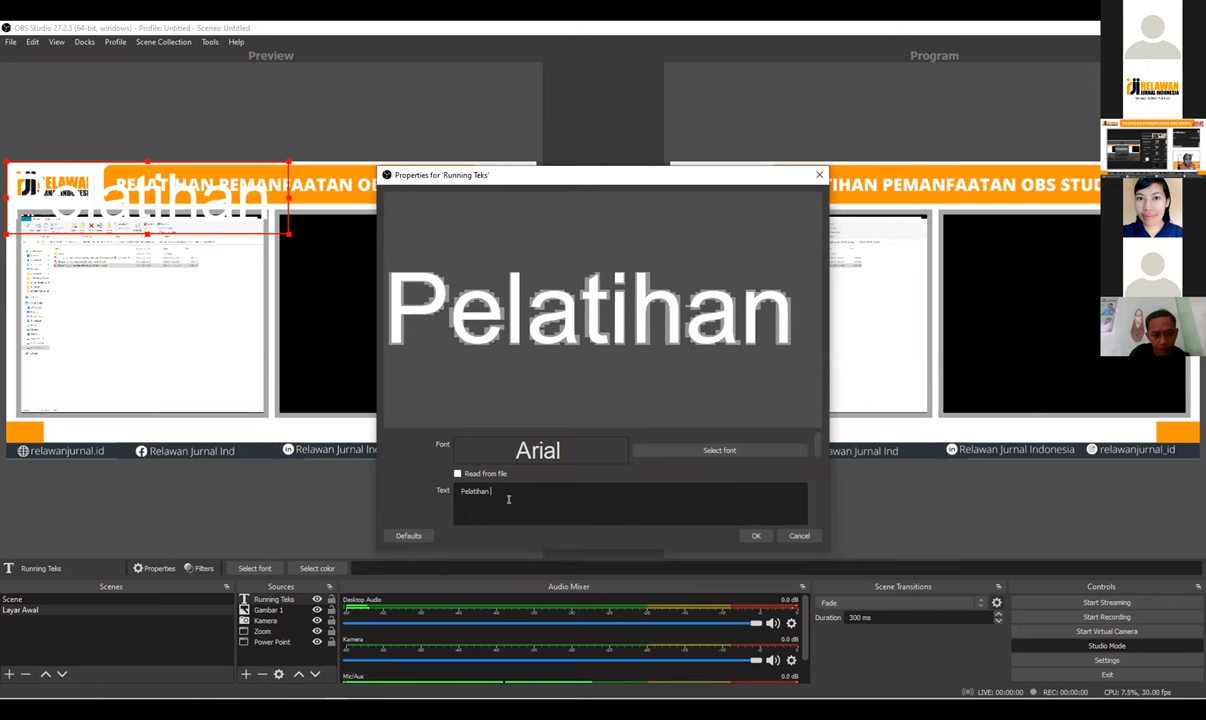 OBS Studio 27.2.3 (64-bit, windows) - Profile: Untitled - Scenes: Untitled
File Edit View Docks Profile Scene Collection Tools Help
Preview
Program
RELAWAN
JURNAL INDONESIA
PELATIHAN PEMANFAATAN OB
Pelatihan
TIHAN PEMANFAATAN OBS STUD
Properties for 'Running Teks'
Pelatihan
Font
Arial
Select font
Read from file
Text
Pelatihan
Defaults
OK
Cancel
relawanjurnal.id
Relawan Jurnal Ind
Relawan Jurnal Ind
Relawan Jurnal Indonesia
relawanjurnal_id
Running Teks
Properties
Filters
Select font
Select color
Scenes
Scene
Layar Awal
Sources
Running Teks
Gambar 1
Kamera
Zoom
Power Point
Audio Mixer
Desktop Audio
0.0 dB
Kamera
0.0 dB
Mic/Aux
0.0 dB
Scene Transitions
Fade
Duration
300 ms
Controls
Start Streaming
Start Recording
Start Virtual Camera
Studio Mode
Settings
Exit
LIVE: 00:00:00
REC: 00:00:00
CPU: 7.5%, 30.00 fps